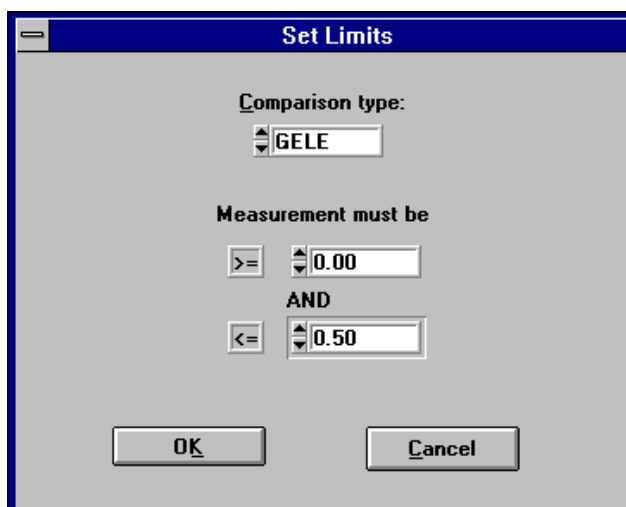 Set Limits
Comparison type:
GELE
Measurement must be
>= 0.00
AND
<= 0.50
OK Cancel